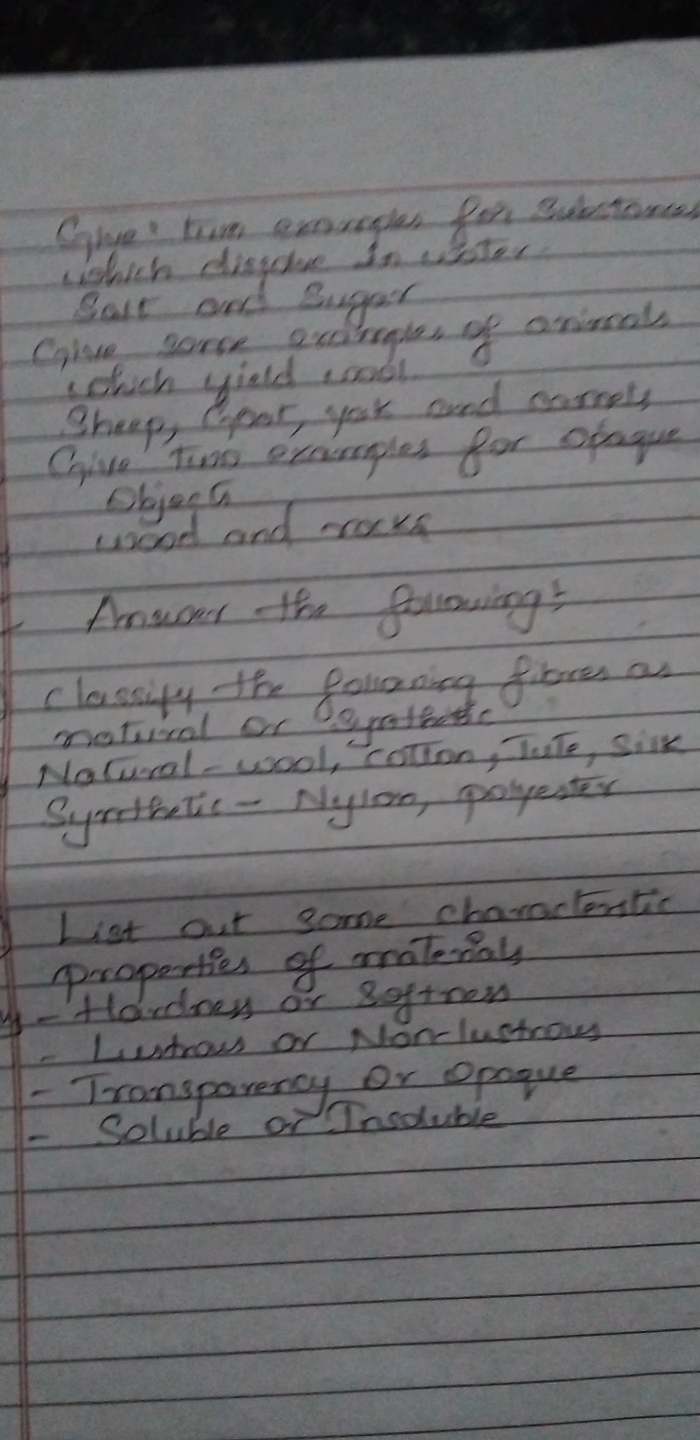 Give two examples for substances
which disolve in water.
Salt and Sugar
Give some examples of animals
which yield wool.
Sheep, Goat, yak and camels
Give two examples for opaque
Objects
wood and rocks
Answer the following:
Classify the following fibres as
natural or Synthetic
Natural - wool, cotton, Jute, Silk
Synthetic - Nylon, polyester
List out some characterstic
properties of materials
- Hardness or Softness
- Lustrous or Non-lustrous
- Transparency Or Opaque
- Soluble or Insoluble